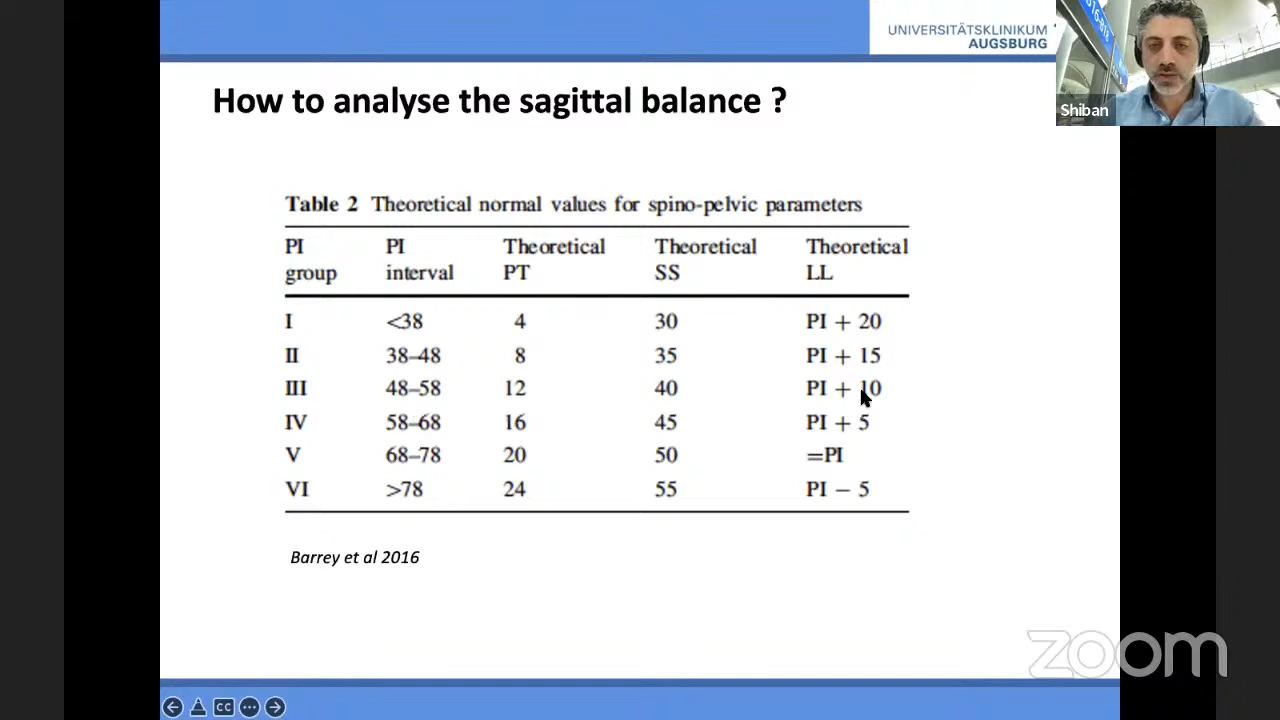 UNIVERSITÄTSKLINIKUM
AUGSBURG
Shiban
How to analyse the sagittal balance ?
Table 2 Theoretical normal values for spino-pelvic parameters
PI group PI interval Theoretical PT Theoretical SS Theoretical LL
I <38 4 30 PI + 20
II 38–48 8 35 PI + 15
III 48–58 12 40 PI + 10
IV 58–68 16 45 PI + 5
V 68–78 20 50 =PI
VI >78 24 55 PI − 5
Barrey et al 2016
zoom
CC